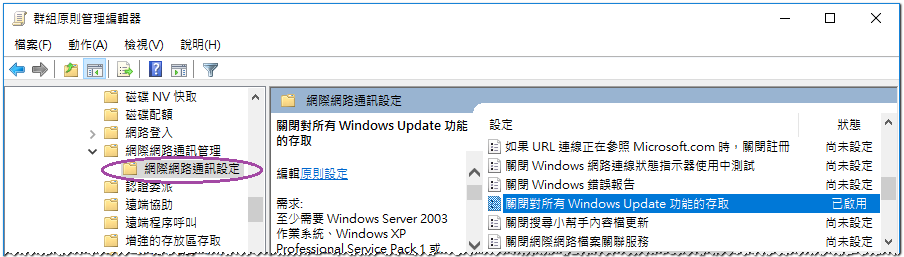 群組原則管理編輯器
檔案(F) 動作(A) 檢視(V) 說明(H)
磁碟 NV 快取
磁碟配額
網路登入
網際網路通訊管理
網際網路通訊設定
認證委派
遠端協助
遠端程序呼叫
增強的存放區存取
網際網路通訊設定
關閉對所有 Windows Update 功能
的存取
編輯原則設定
需求:
至少需要 Windows Server 2003
作業系統、Windows XP
Professional Service Pack 1 或
設定 狀態
如果 URL 連線正在參照 Microsoft.com 時，關閉註冊 尚未設定
關閉 Windows 網路連線狀態指示器使用中測試 尚未設定
關閉 Windows 錯誤報告 尚未設定
關閉對所有 Windows Update 功能的存取 已啟用
關閉搜尋小幫手內容檔更新 尚未設定
關閉網際網路檔案關聯服務 尚未設定